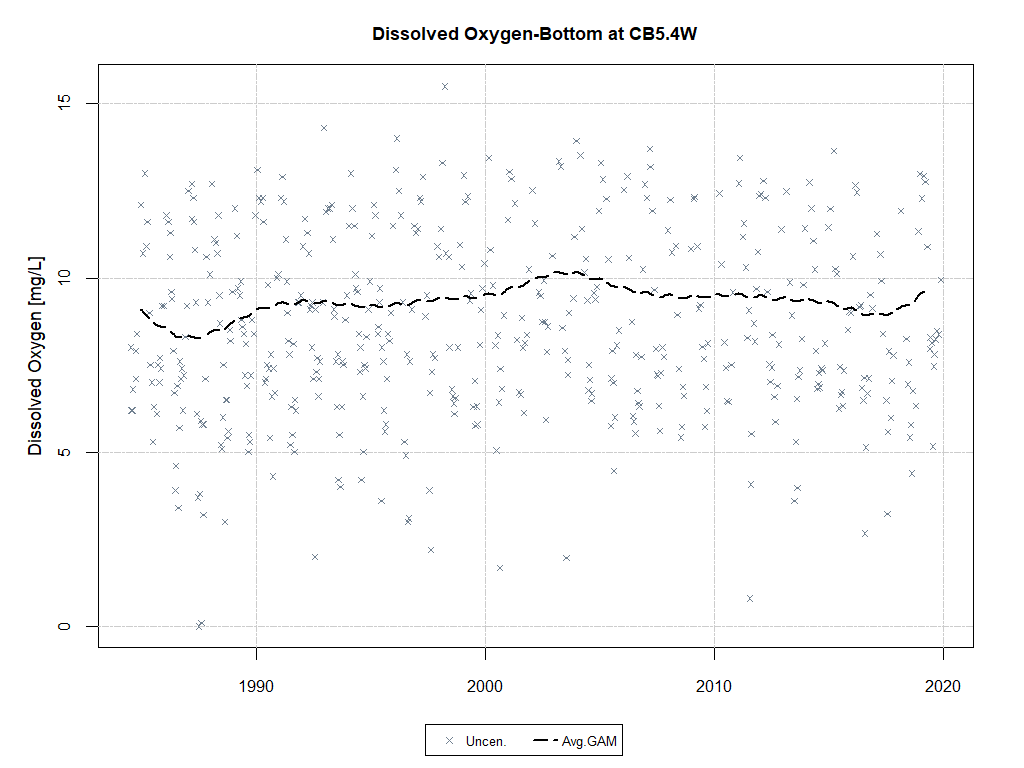 Dissolved Oxygen-Bottom at CB5.4W
Dissolved Oxygen [mg/L]
15
10
5
0
1990
2000
2010
2020
Uncen.
Avg.GAM